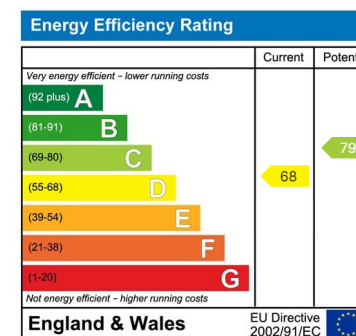 Energy Efficiency Rating
Current
Very energy efficient – lower running costs
(92 plus) A
(81-91) B
(69-80) C
79
(55-68) D
68
(39-54) E
(21-38) F
(1-20) G
Not energy efficient – higher running costs
England & Wales
EU Directive
2002/91/EC